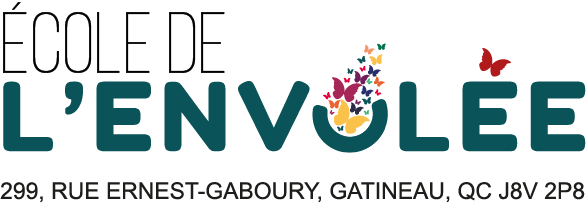 ÉCOLE DE
L'ENVOLÉE
299, RUE ERNEST-GABOURY, GATINEAU, QC J8V 2P8